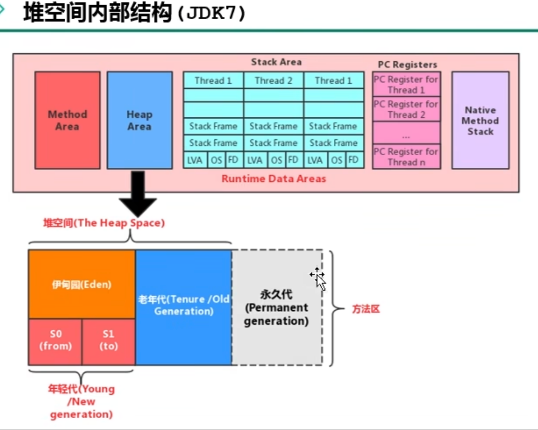 堆空间内部结构(JDK7)
Stack Area
PC Registers
Method
Area
Heap
Area
Thread 1
Thread 2
Thread 1
Stack Frame
Stack Frame
Stack Frame
Stack Frame
Stack Frame
Stack Frame
LVA
OS
FD
LVA
OS
FD
LVA
OS
FD
PC Register for
Thread 1
PC Register for
Thread 2
...
PC Register for
Thread n
Native
Method
Stack
Runtime Data Areas
堆空间(The Heap Space)
伊甸园(Eden)
S0
(from)
S1
(to)
老年代(Tenure /Old
Generation)
永久代
(Permanent
generation)
方法区
年轻代(Young
/New
generation)